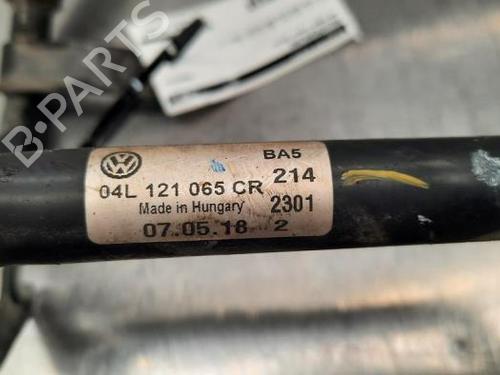 BA5
04L 121 065 CR 214
Made in Hungary 2301
07.05.18 2
B-Parts